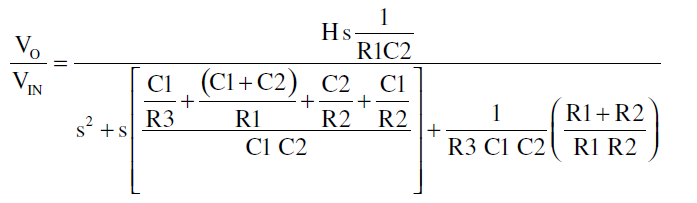 V_O / V_IN = H s 1/(R1C2) / ( s² + s [ ( C1/R3 + (C1+C2)/R1 + C2/R2 + C1/R2 ) / (C1 C2) ] + 1/(R3 C1 C2) ( (R1+R2)/(R1 R2) ) )